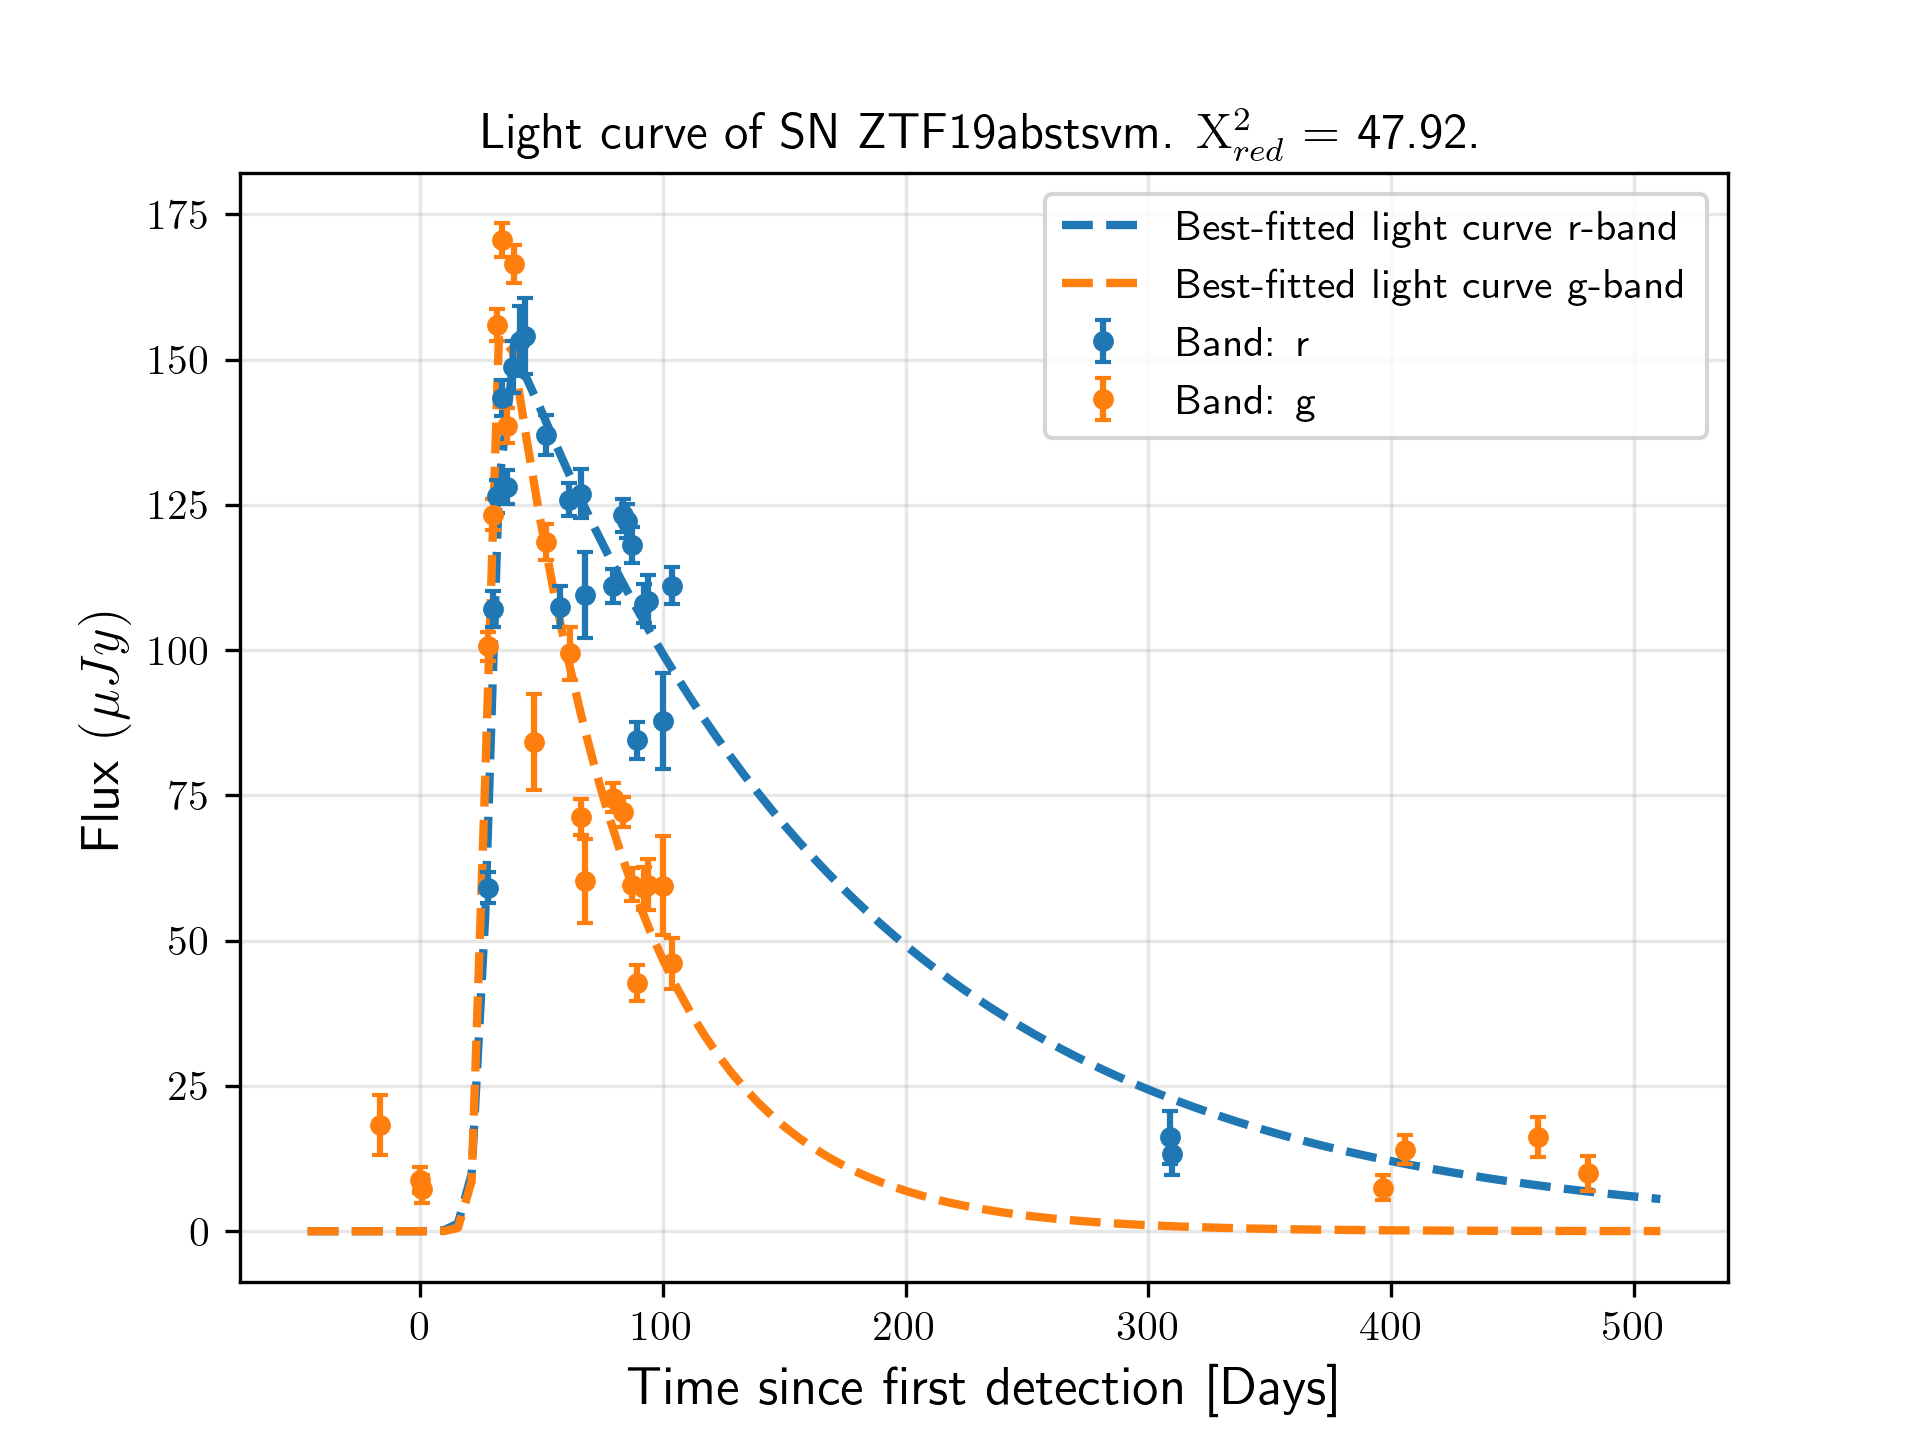 Light curve of SN ZTF19abstsvm. X²_red = 47.92.
Best-fitted light curve r-band
Best-fitted light curve g-band
Band: r
Band: g
Flux (μJy)
175
150
125
100
75
50
25
0
0 100 200 300 400 500
Time since first detection [Days]